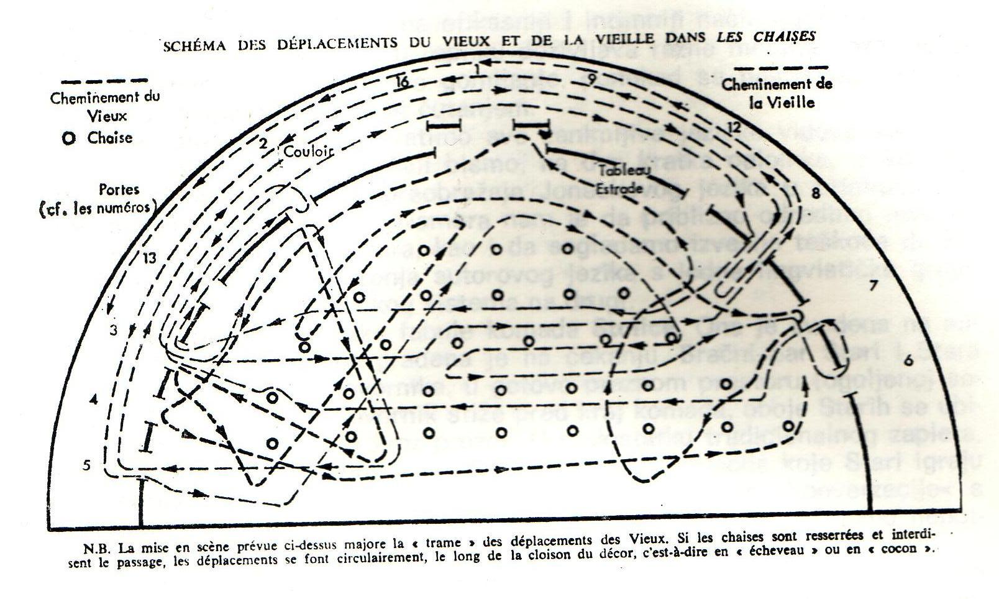 SCHÉMA DES DÉPLACEMENTS DU VIEUX ET DE LA VIEILLE DANS LES CHAISES
Cheminement du
Vieux
O Chaise
Cheminement de
la Vieille
Portes
(cf. les numéros)
Couloir
Tableau
Estrade
1
16
9
2
12
8
13
7
3
6
4
5
N.B. La mise en scène prévue ci-dessus majore la « trame » des déplacements des Vieux. Si les chaises sont resserrées et interdi-
sent le passage, les déplacements se font circulairement, le long de la cloison du décor, c'est-à-dire en « écheveau » ou en « cocon ».